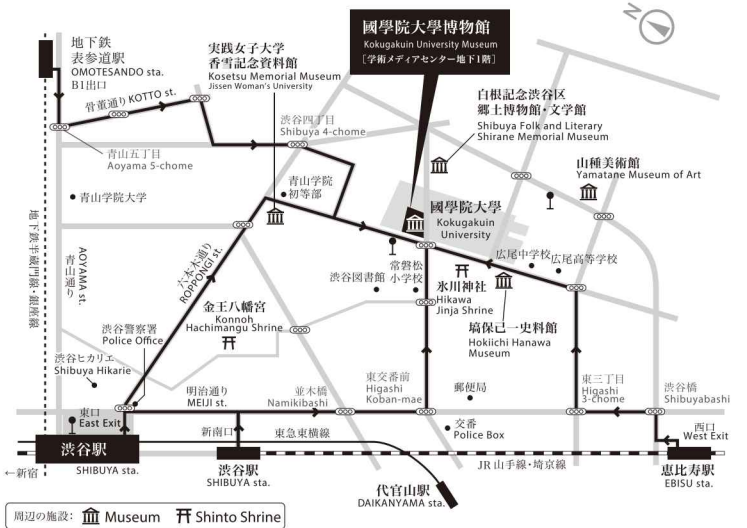 地下鉄
表参道駅
OMOTESANDO sta.
B1出口
骨董通り KOTTO st.
青山五丁目
Aoyama 5-chome
実践女子大学
香雪記念資料館
Kosetsu Memorial Museum
Jissen Woman's University
渋谷四丁目
Shibuya 4-chome
國學院大學博物館
Kokugakuin University Museum
[学術メディアセンター地下1階]
N
白根記念渋谷区
郷土博物館・文学館
Shibuya Folk and Literary
Shirane Memorial Museum
山種美術館
Yamatane Museum of Art
青山学院大学
青山学院
初等部
國學院大學
Kokugakuin
University
地下鉄半蔵門線・銀座線
青山通り
AOYAMA st.
六本木通り
ROPPONGI st.
渋谷図書館
常磐松
小学校
氷川神社
Hikawa
Jinja Shrine
広尾中学校
広尾高等学校
塙保己一史料館
Hokiichi Hanawa
Museum
金王八幡宮
Konnoh
Hachimangu Shrine
渋谷警察署
Police Office
渋谷ヒカリエ
Shibuya Hikarie
明治通り
MEIJI st.
並木橋
Namikibashi
東交番前
Higashi
Koban-mae
郵便局
東三丁目
Higashi
3-chome
渋谷橋
Shibuyabashi
東口
East Exit
新南口
東急東横線
交番
Police Box
西口
West Exit
渋谷駅
SHIBUYA sta.
渋谷駅
SHIBUYA sta.
JR山手線・埼京線
恵比寿駅
EBISU sta.
←新宿
代官山駅
DAIKANYAMA sta.
周辺の施設: Museum Shinto Shrine